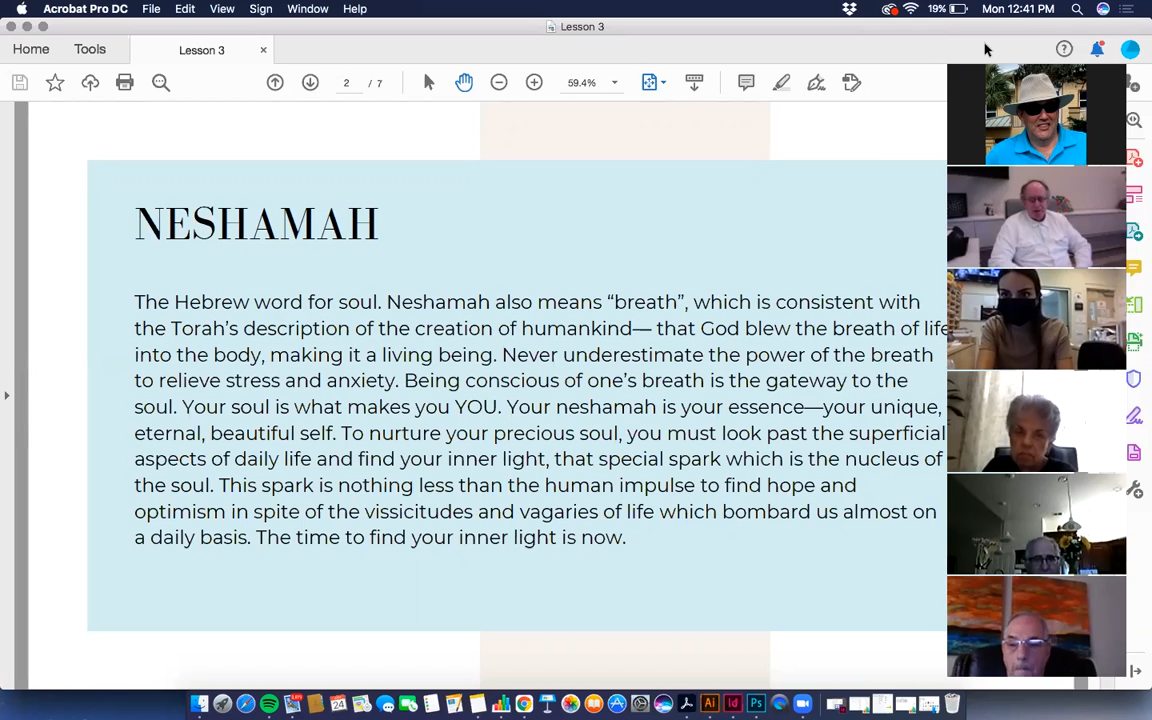 Acrobat Pro DC File Edit View Sign Window Help 19% Mon 12:41 PM
Lesson 3
Home Tools Lesson 3 ×
2 / 7 59.4%
NESHAMAH
The Hebrew word for soul. Neshamah also means “breath”, which is consistent with
the Torah’s description of the creation of humankind— that God blew the breath of life
into the body, making it a living being. Never underestimate the power of the breath
to relieve stress and anxiety. Being conscious of one’s breath is the gateway to the
soul. Your soul is what makes you YOU. Your neshamah is your essence—your unique,
eternal, beautiful self. To nurture your precious soul, you must look past the superficial
aspects of daily life and find your inner light, that special spark which is the nucleus of
the soul. This spark is nothing less than the human impulse to find hope and
optimism in spite of the vissicitudes and vagaries of life which bombard us almost on
a daily basis. The time to find your inner light is now.
24 Ai Id Ps